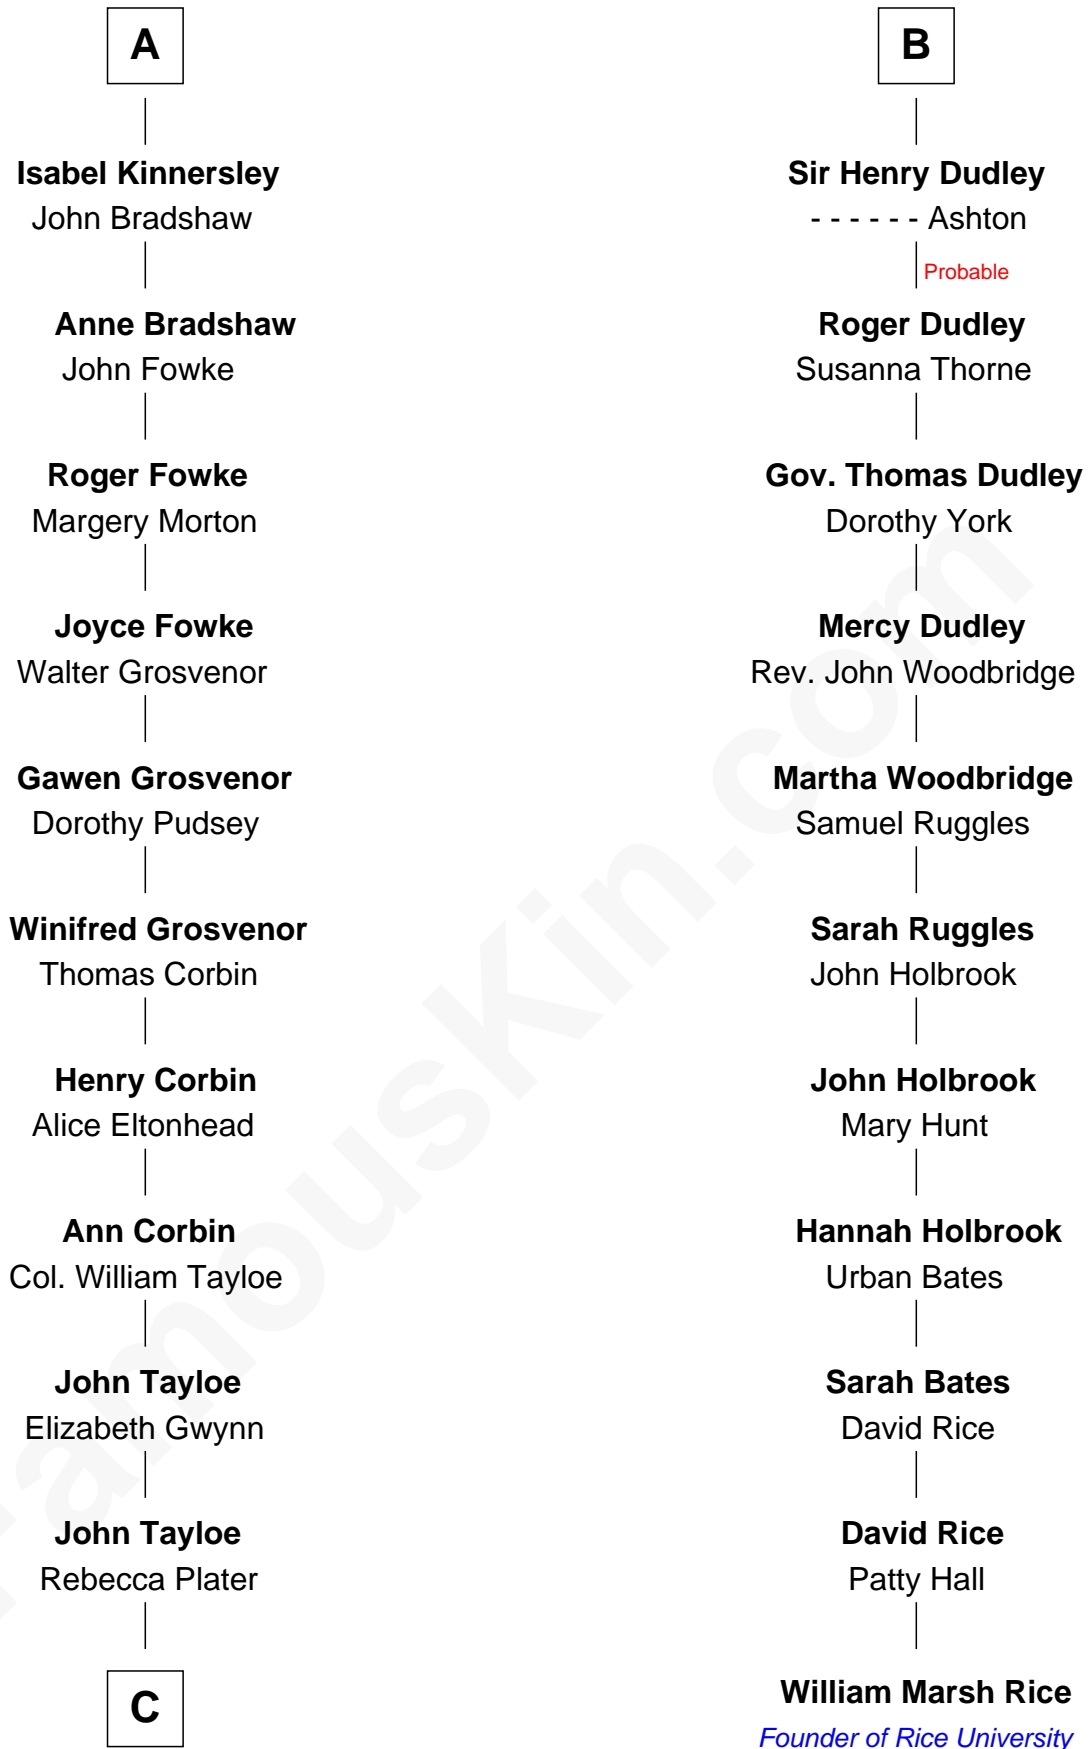 A
Isabel Kinnersley
John Bradshaw
Anne Bradshaw
John Fowke
Roger Fowke
Margery Morton
Joyce Fowke
Walter Grosvenor
Gawen Grosvenor
Dorothy Pudsey
Winifred Grosvenor
Thomas Corbin
Henry Corbin
Alice Eltonhead
Ann Corbin
Col. William Tayloe
John Tayloe
Elizabeth Gwynn
John Tayloe
Rebecca Plater
C
B
Sir Henry Dudley
- - - - - - Ashton
Probable
Roger Dudley
Susanna Thorne
Gov. Thomas Dudley
Dorothy York
Mercy Dudley
Rev. John Woodbridge
Martha Woodbridge
Samuel Ruggles
Sarah Ruggles
John Holbrook
John Holbrook
Mary Hunt
Hannah Holbrook
Urban Bates
Sarah Bates
David Rice
David Rice
Patty Hall
William Marsh Rice
Founder of Rice University
FamousKin.com